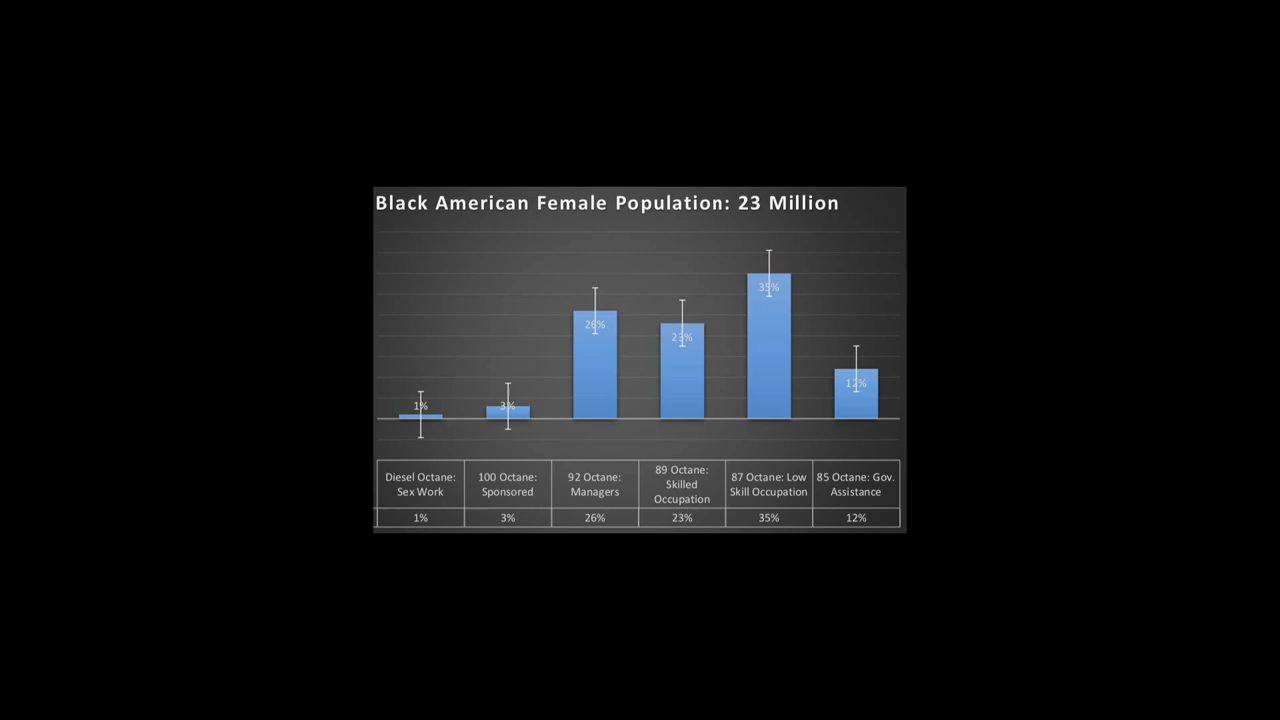 Black American Female Population: 23 Million
1%
3%
26%
23%
35%
12%
Diesel Octane:
Sex Work
100 Octane:
Sponsored
92 Octane:
Managers
89 Octane:
Skilled
Occupation
87 Octane: Low
Skill Occupation
85 Octane: Gov.
Assistance
1%
3%
26%
23%
35%
12%